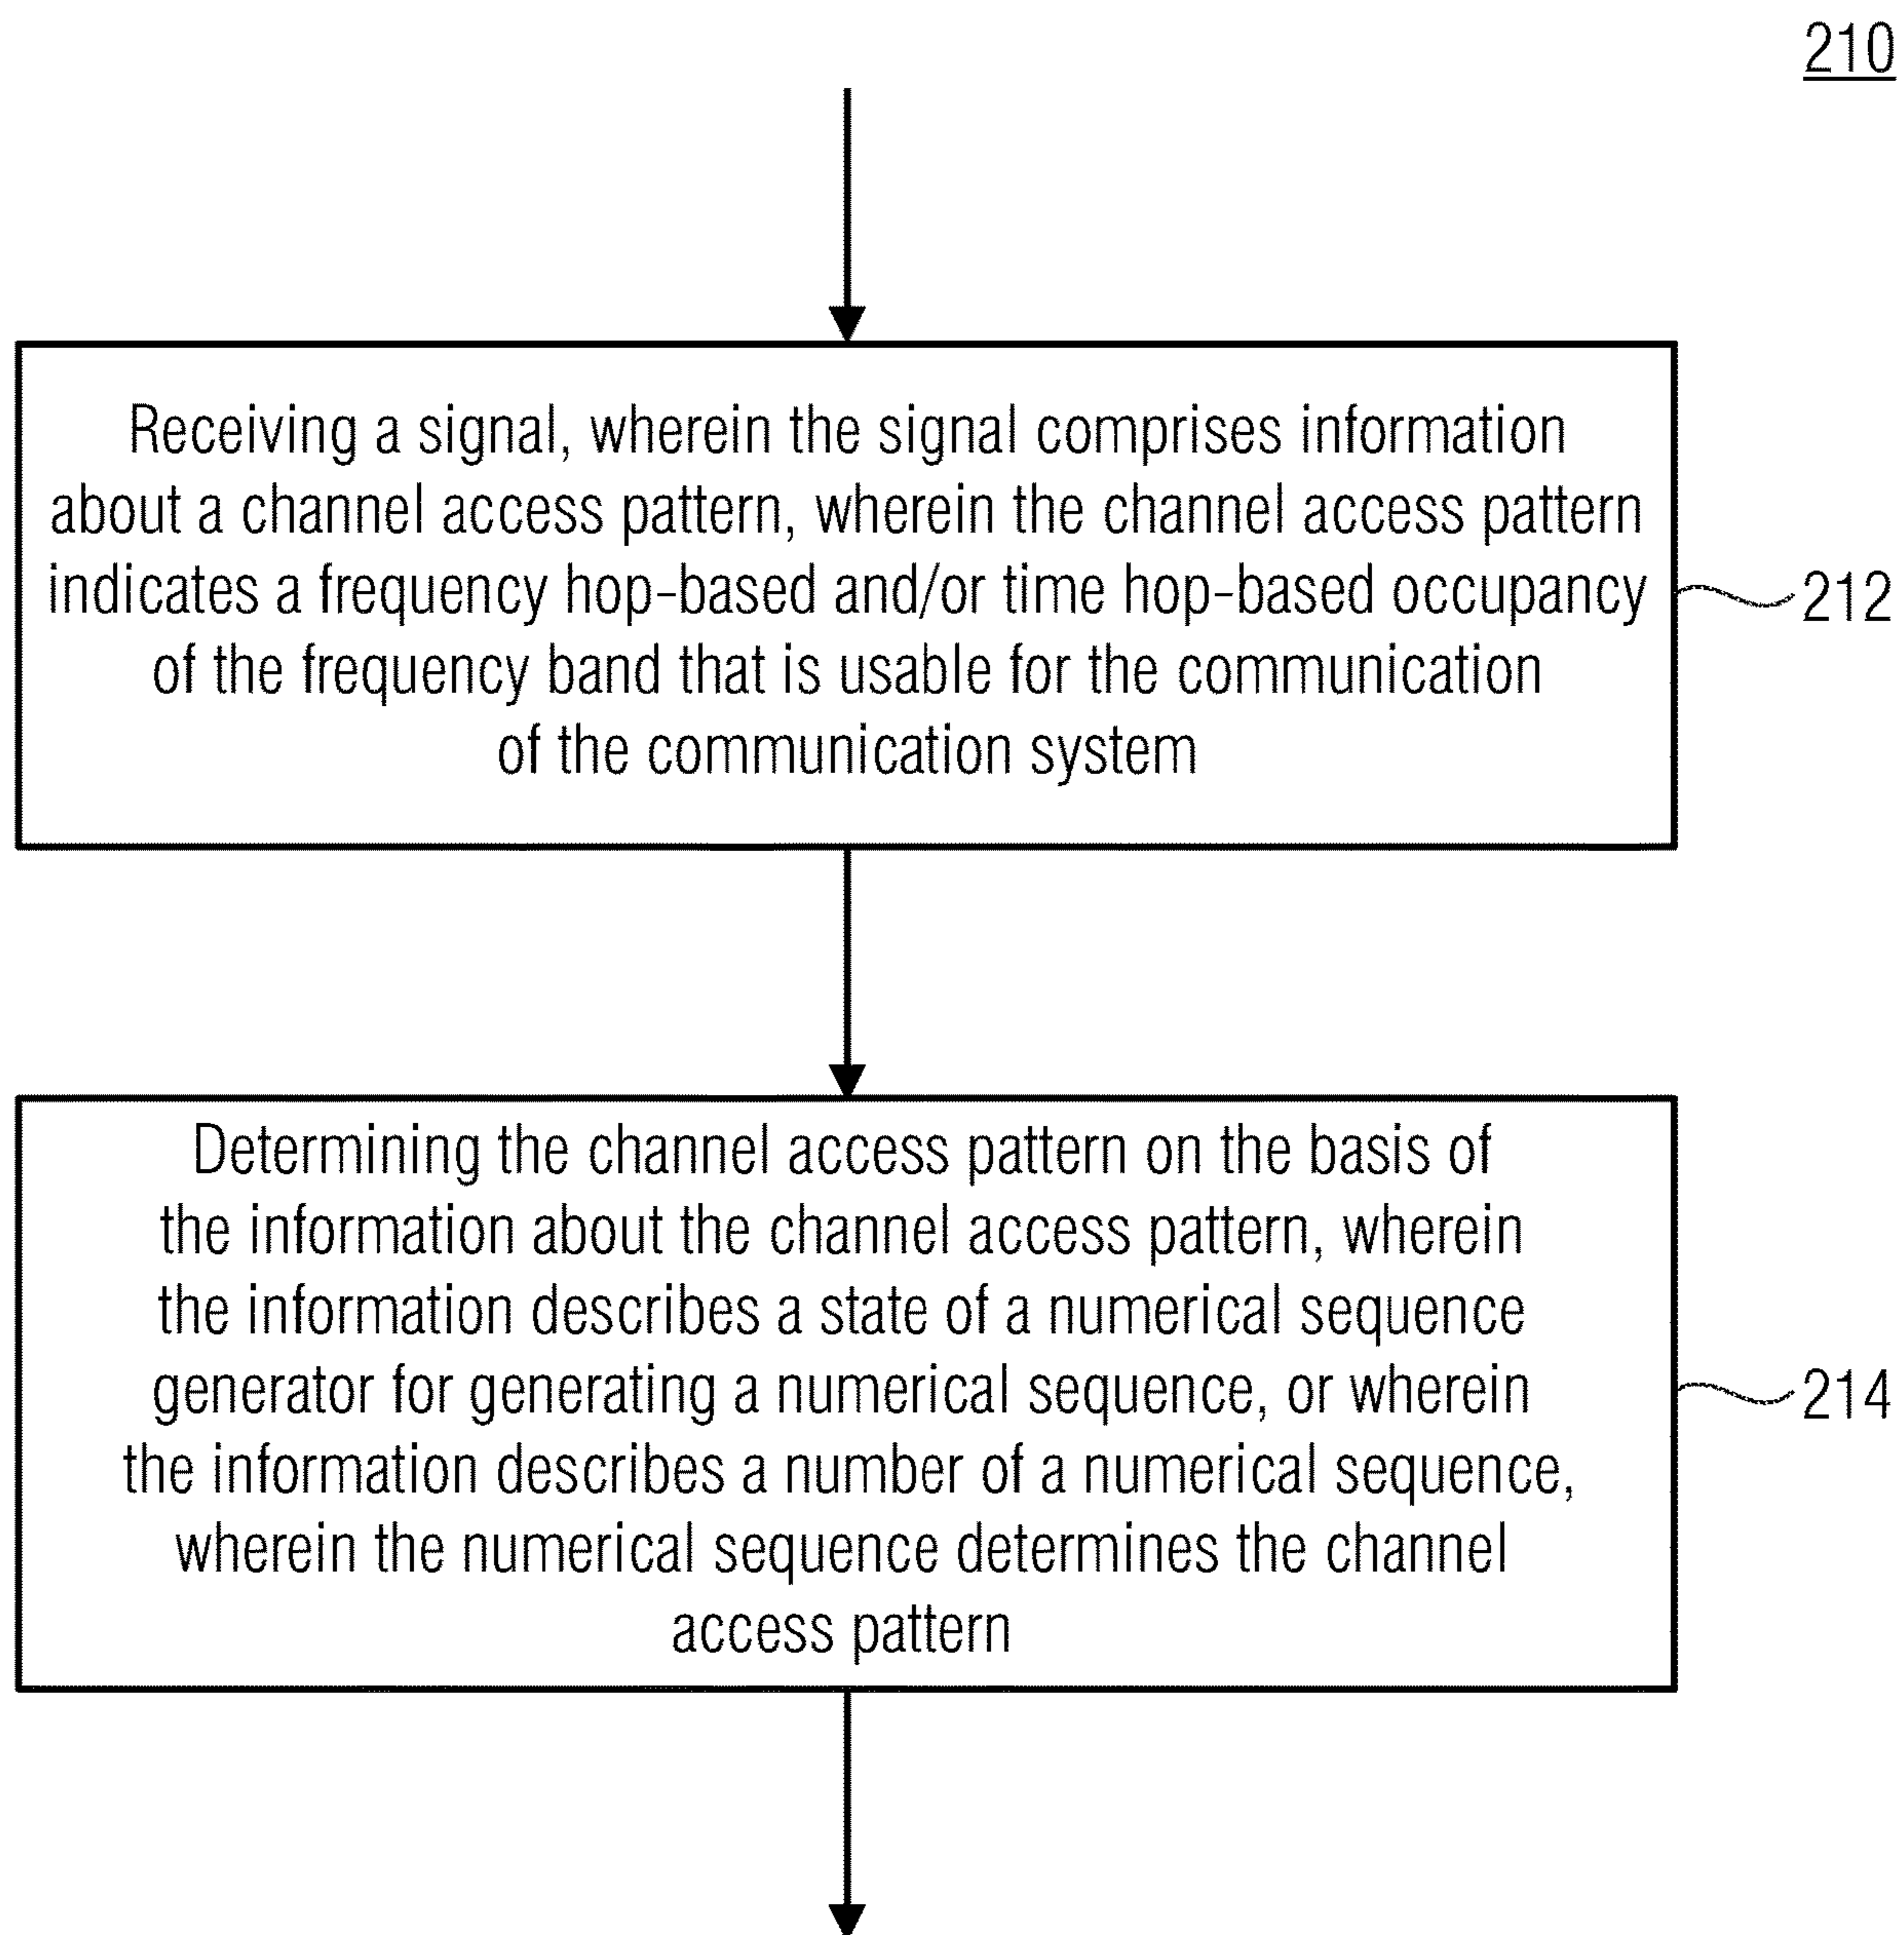 210
Receiving a signal, wherein the signal comprises information
about a channel access pattern, wherein the channel access pattern
indicates a frequency hop-based and/or time hop-based occupancy
of the frequency band that is usable for the communication
of the communication system
212
Determining the channel access pattern on the basis of
the information about the channel access pattern, wherein
the information describes a state of a numerical sequence
generator for generating a numerical sequence, or wherein
the information describes a number of a numerical sequence,
wherein the numerical sequence determines the channel
access pattern
214